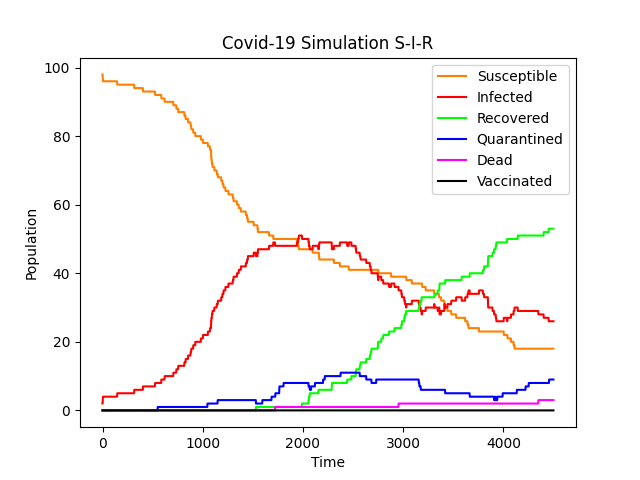 Covid-19 Simulation S-I-R
Susceptible
Infected
Recovered
Quarantined
Dead
Vaccinated
Population
100
80
60
40
20
0
0 1000 2000 3000 4000
Time